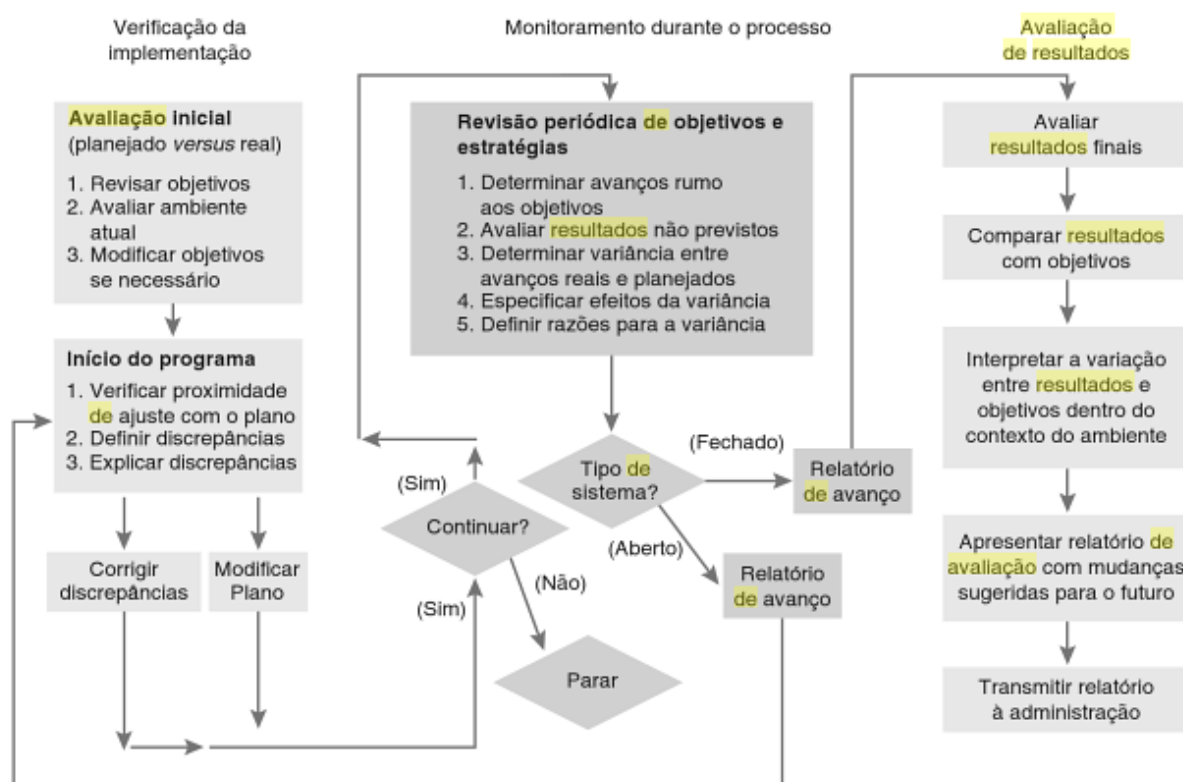 Verificação da
implementação
Avaliação inicial
(planejado versus real)
1. Revisar objetivos
2. Avaliar ambiente
atual
3. Modificar objetivos
se necessário
Início do programa
1. Verificar proximidade
de ajuste com o plano
2. Definir discrepâncias
3. Explicar discrepâncias
Corrigir
discrepâncias
Modificar
Plano
Monitoramento durante o processo
Revisão periódica de objetivos e
estratégias
1. Determinar avanços rumo
aos objetivos
2. Avaliar resultados não previstos
3. Determinar variância entre
avanços reais e planejados
4. Especificar efeitos da variância
5. Definir razões para a variância
Tipo de
sistema?
(Fechado)
Relatório
de avanço
(Aberto)
Relatório
de avanço
(Sim)
Continuar?
(Não)
(Sim)
Parar
Avaliação
de resultados
Avaliar
resultados finais
Comparar resultados
com objetivos
Interpretar a variação
entre resultados e
objetivos dentro do
contexto do ambiente
Apresentar relatório de
avaliação com mudanças
sugeridas para o futuro
Transmitir relatório
à administração